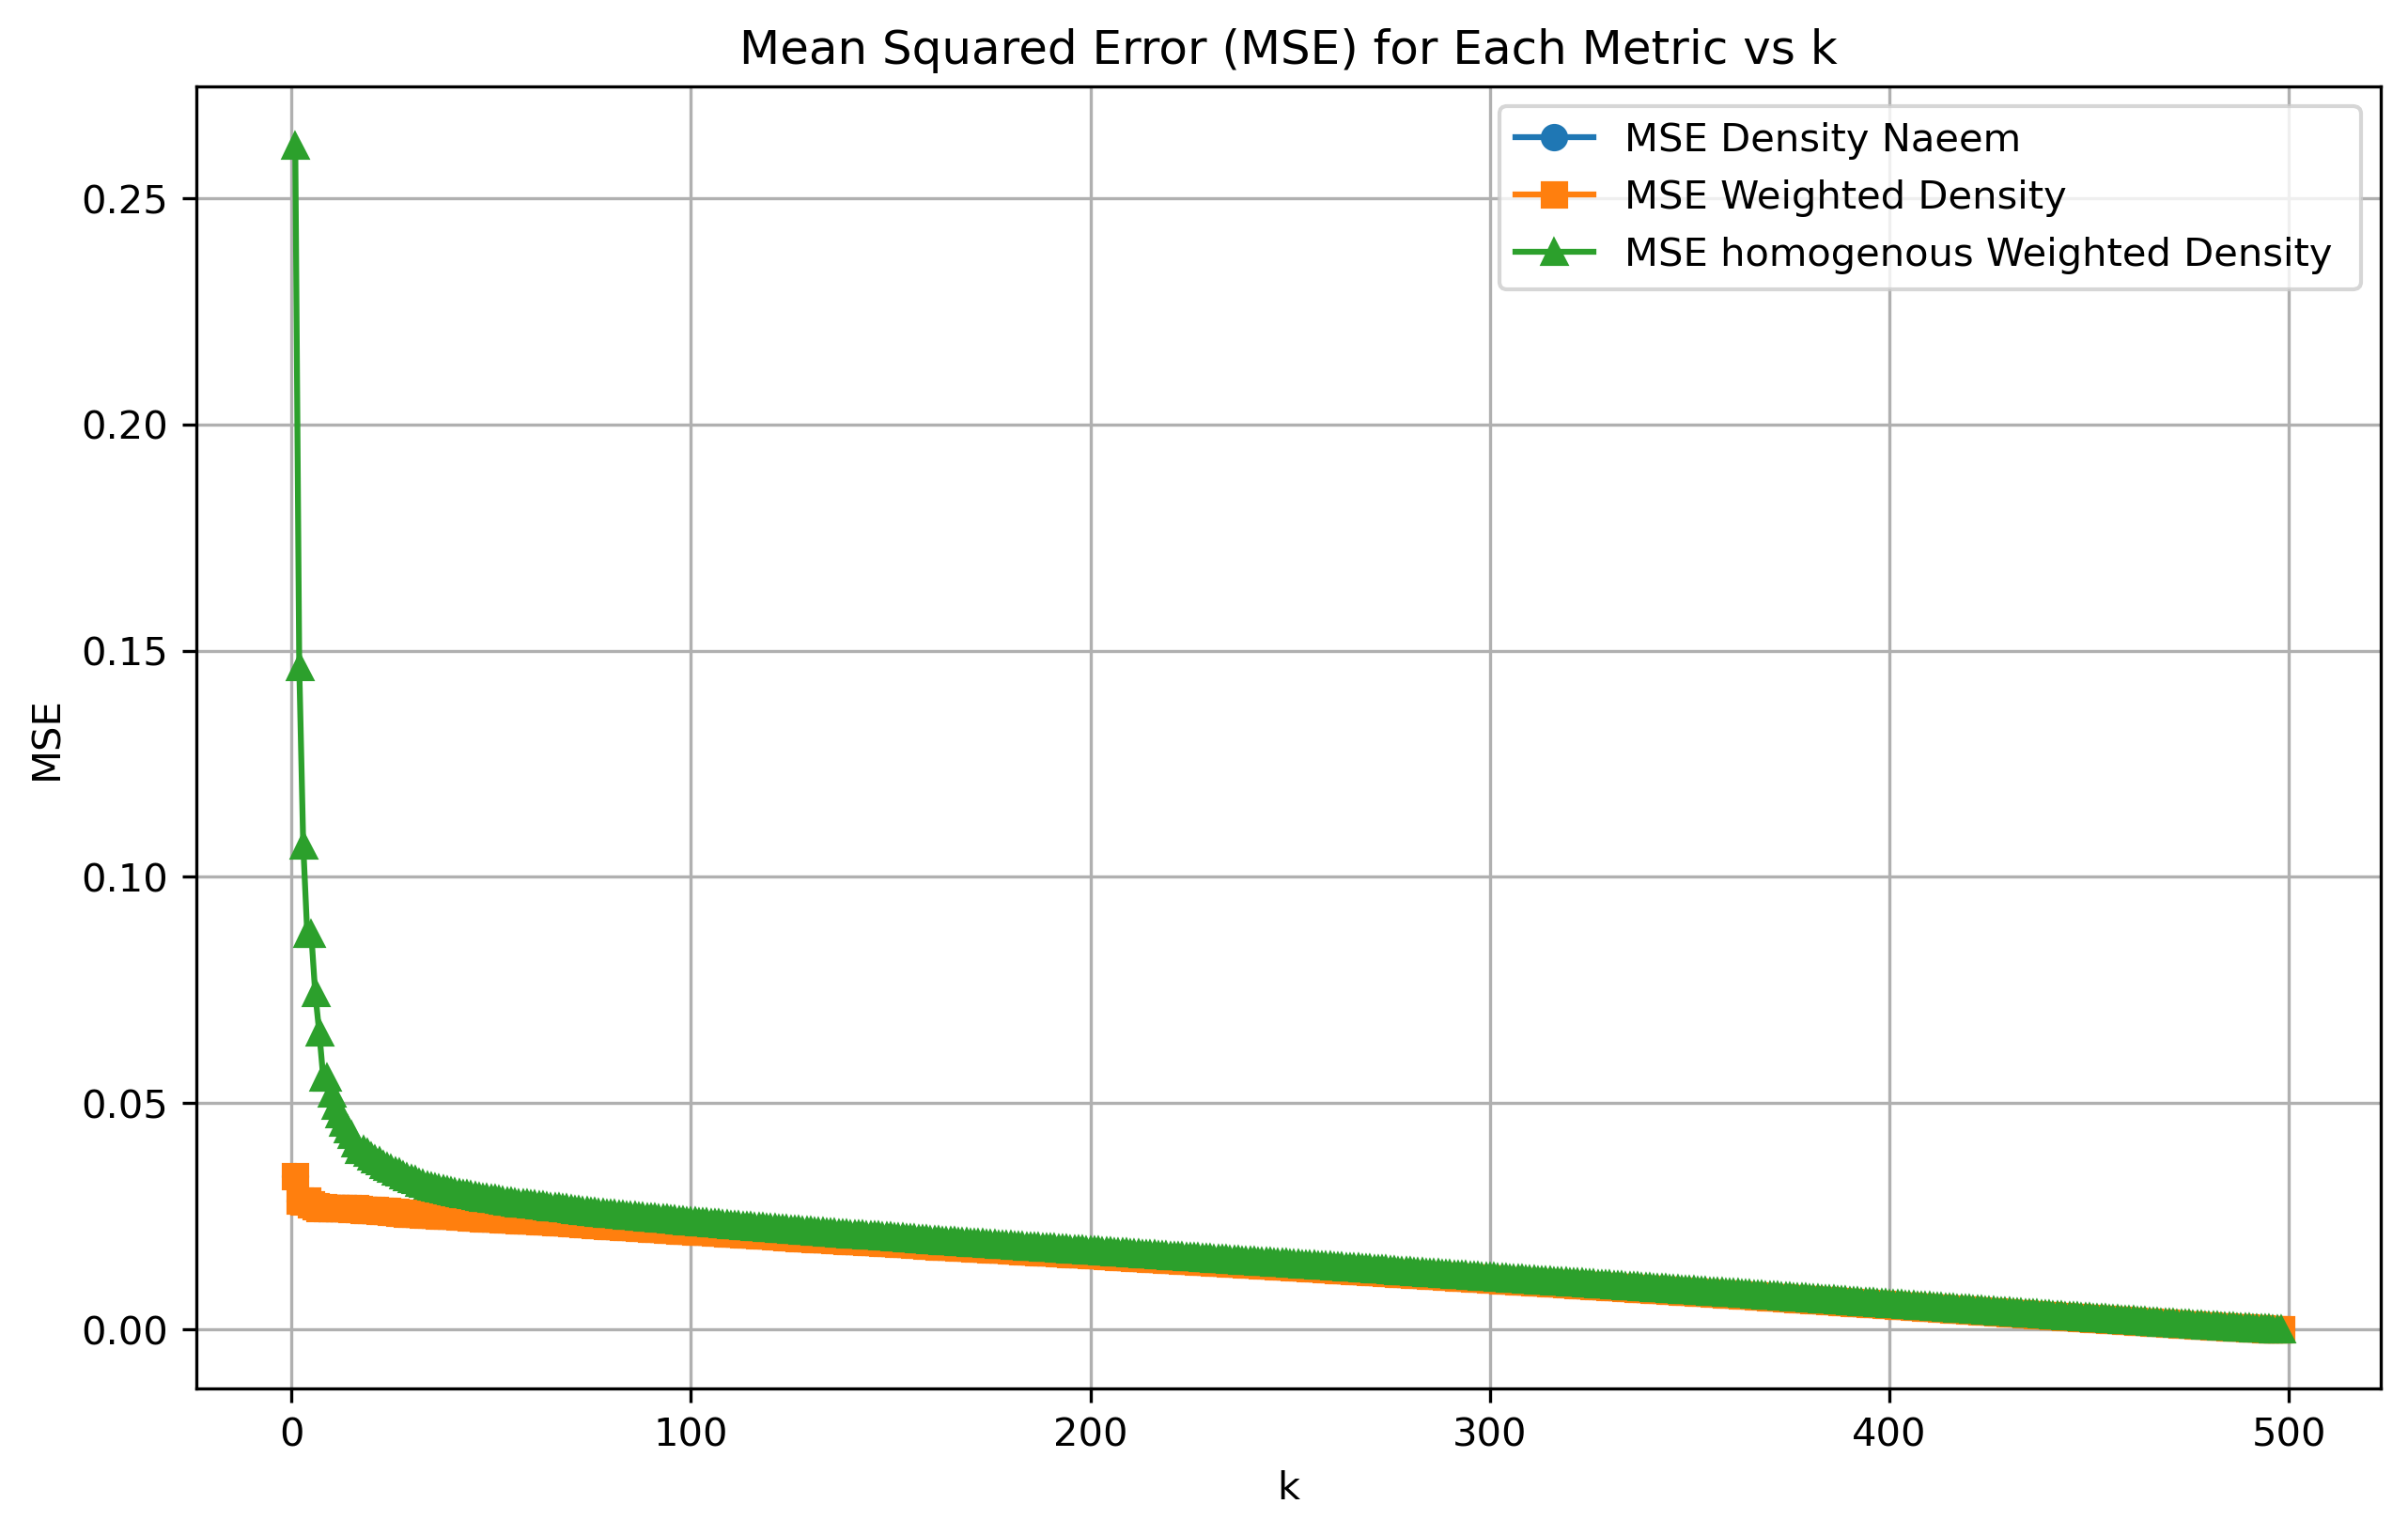 Mean Squared Error (MSE) for Each Metric vs k
MSE Density Naeem
MSE Weighted Density
MSE homogenous Weighted Density
0.25
0.20
0.15
0.10
0.05
0.00
MSE
0 100 200 300 400 500
k